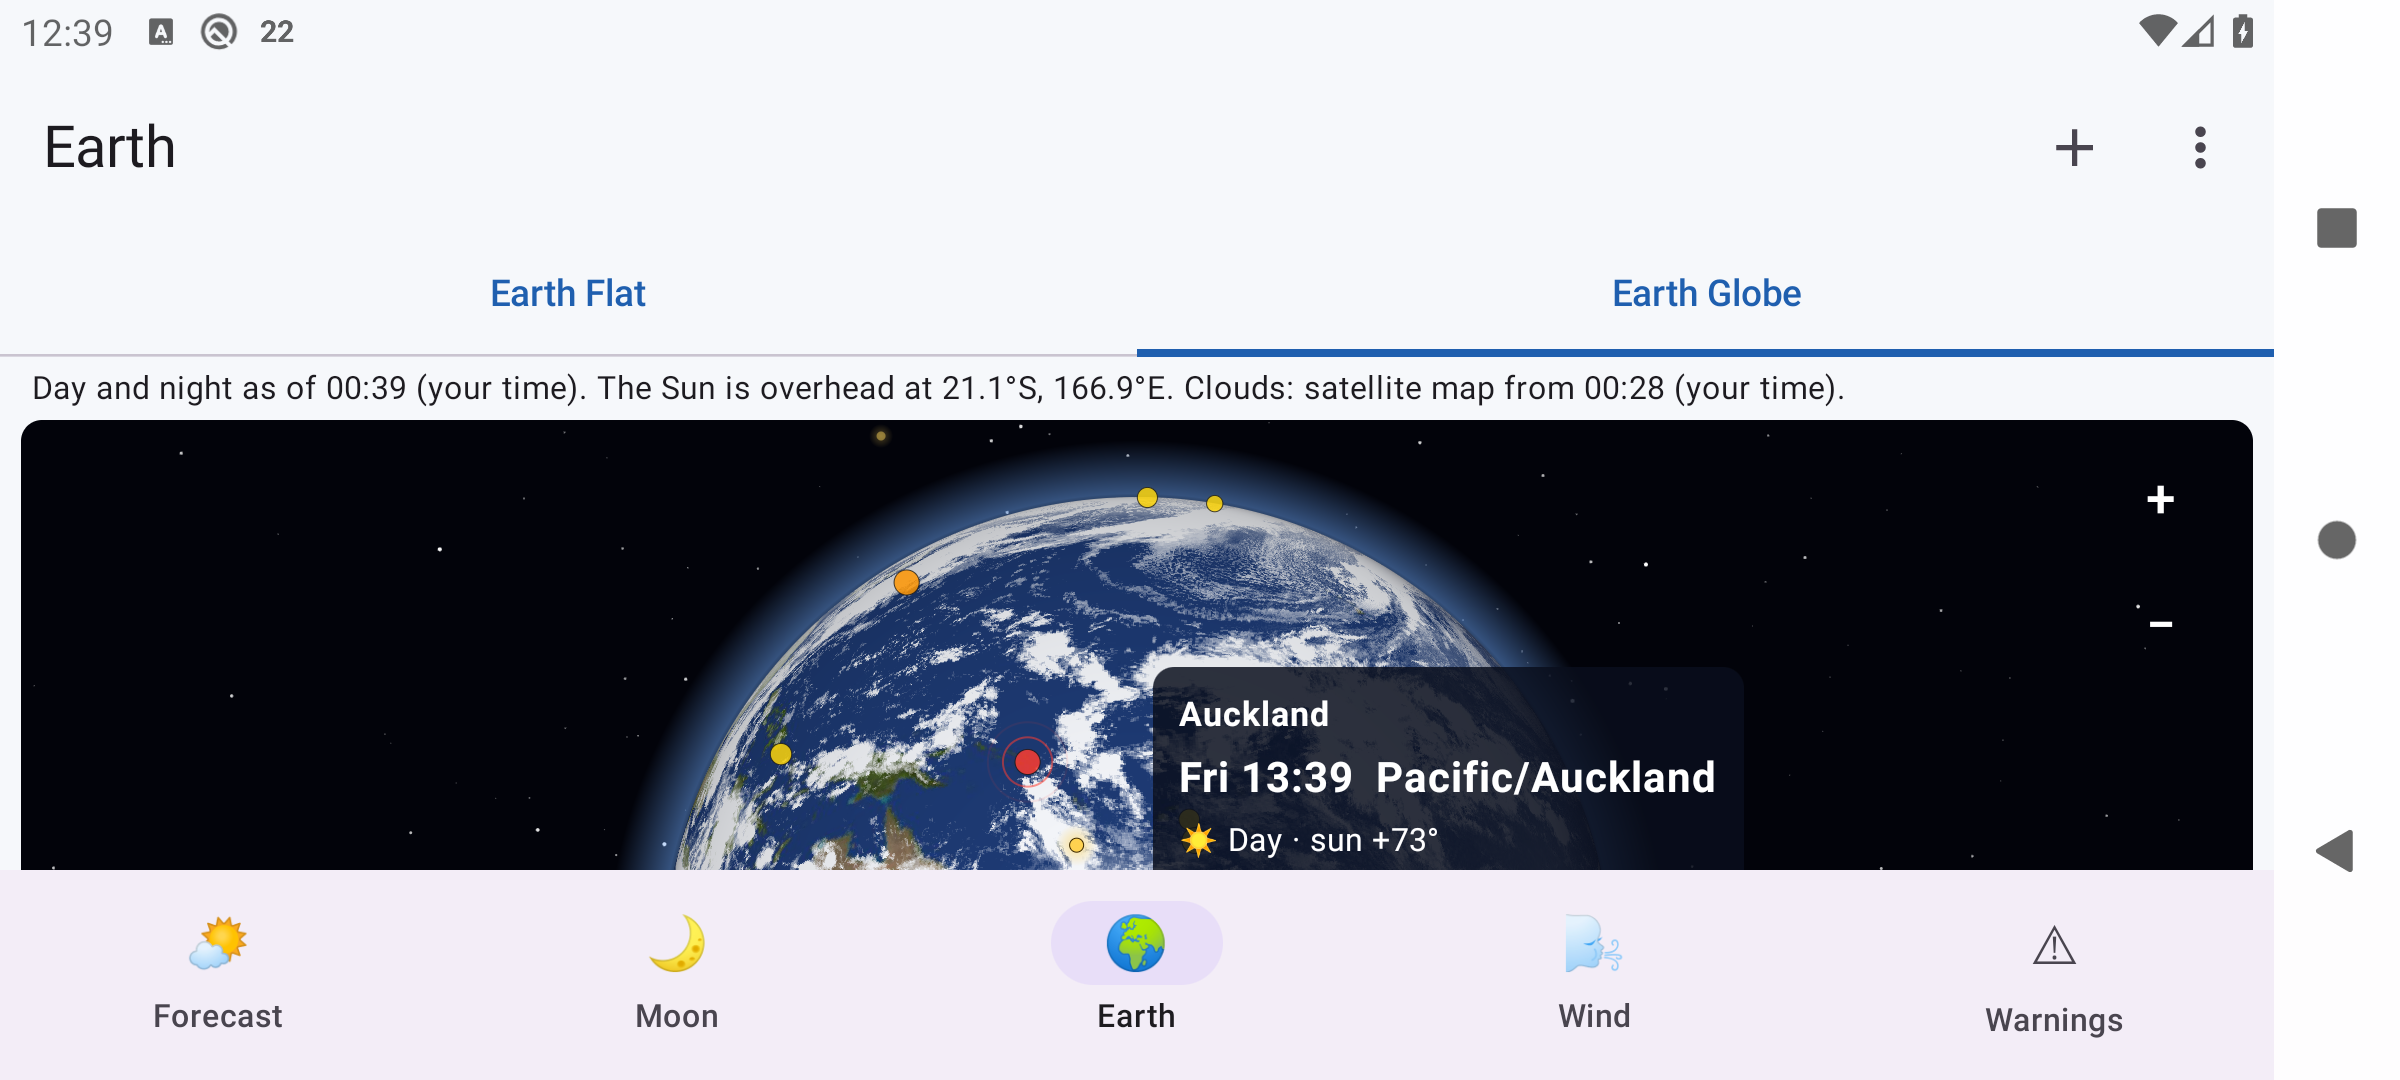 12:39 22
Earth
Earth Flat
Earth Globe
Day and night as of 00:39 (your time). The Sun is overhead at 21.1°S, 166.9°E. Clouds: satellite map from 00:28 (your time).
+
−
Auckland
Fri 13:39 Pacific/Auckland
Day · sun +73°
Forecast
Moon
Earth
Wind
Warnings